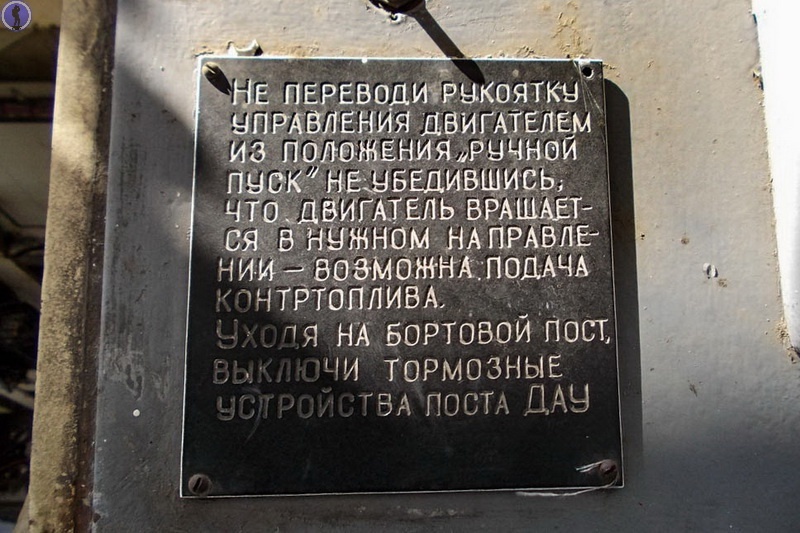 Не переводи рукоятку
управления двигателем
из положения „ручной
пуск" не убедившись,
что двигатель вращает-
ся в нужном направле-
нии – возможна подача
контртоплива.
Уходя на бортовой пост,
выключи тормозные
устройства поста ДАУ